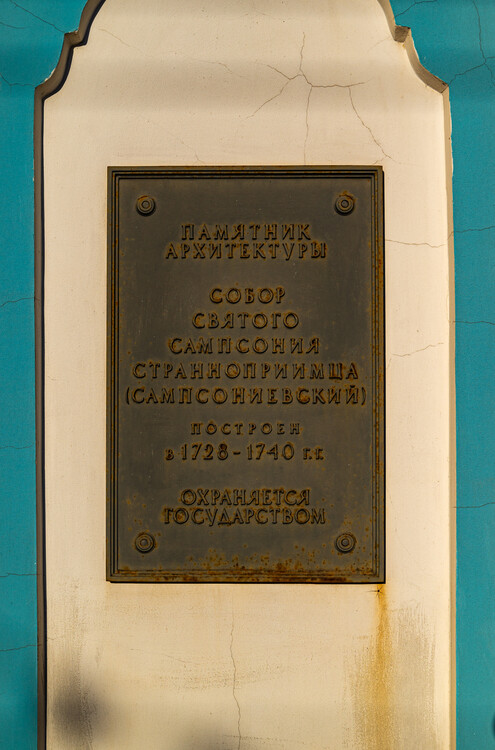 ПАМЯТНИК
АРХИТЕКТУРЫ
СОБОР
СВЯТОГО
САМПСОНИЯ
СТРАННОПРИИМЦА
(САМПСОНИЕВСКИЙ)
ПОСТРОЕН
в 1728-1740 г.г.
ОХРАНЯЕТСЯ
ГОСУДАРСТВОМ